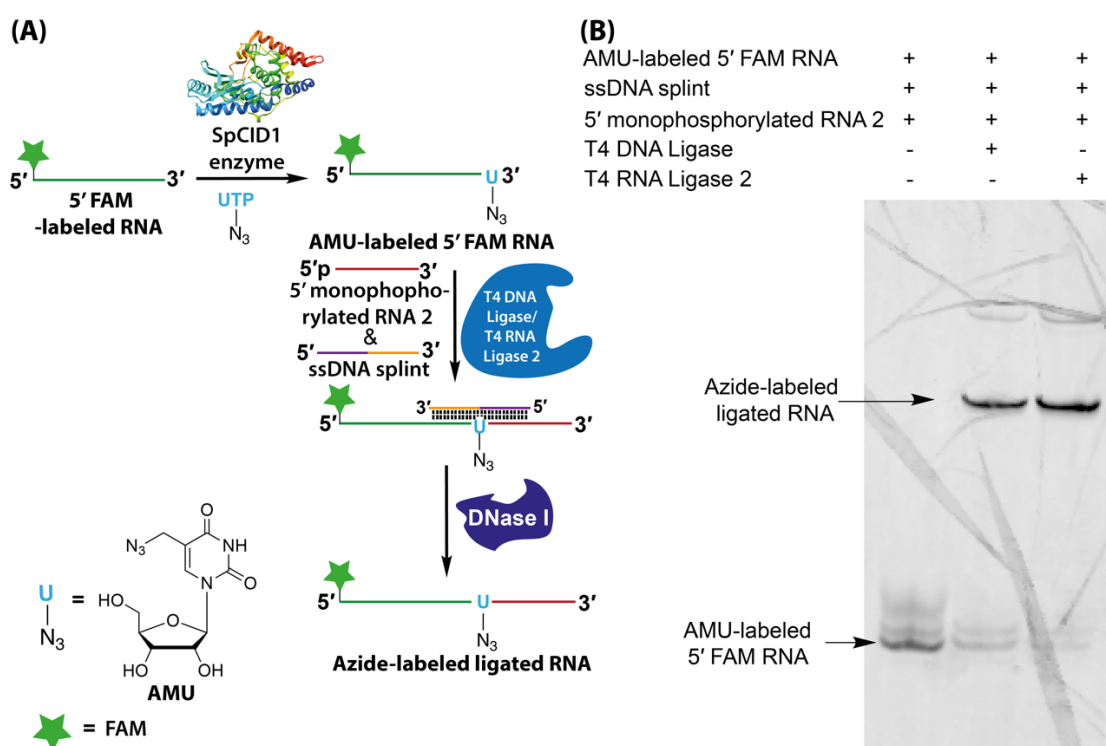 (A)
SpCID1
enzyme
5′
3′
5′ FAM
-labeled RNA
UTP
N3
5′
U 3′
N3
AMU-labeled 5′ FAM RNA
5′p
3′
5′ monophopho-
rylated RNA 2
&
5′
3′
ssDNA splint
T4 DNA
Ligase/
T4 RNA
Ligase 2
3′
5′
5′
U
3′
N3
DNase I
5′
U
3′
N3
Azide-labeled ligated RNA
U
N3
=
O
N3
NH
N
O
HO
O
OH OH
AMU
= FAM
(B)
AMU-labeled 5′ FAM RNA + + +
ssDNA splint + + +
5′ monophosphorylated RNA 2 + + +
T4 DNA Ligase - + -
T4 RNA Ligase 2 - - +
Azide-labeled
ligated RNA
AMU-labeled
5′ FAM RNA